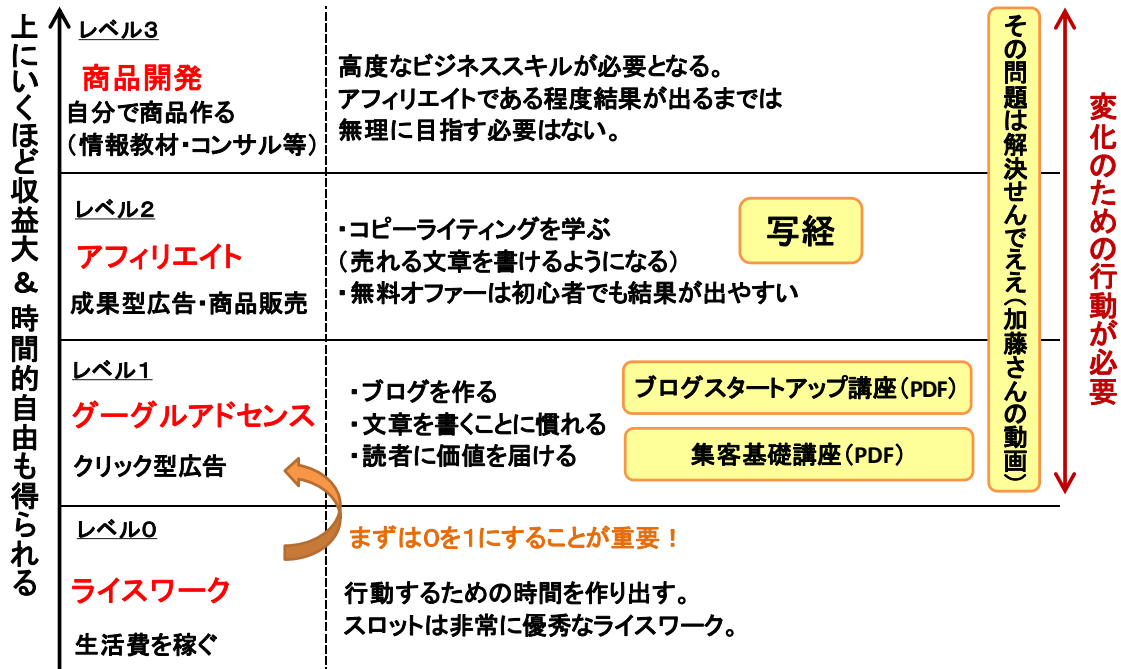 上にいくほど収益大 & 時間的自由も得られる
レベル3
商品開発
自分で商品作る
（情報教材・コンサル等）
高度なビジネススキルが必要となる。
アフィリエイトである程度結果が出るまでは
無理に目指す必要はない。
レベル2
アフィリエイト
成果型広告・商品販売
・コピーライティングを学ぶ
（売れる文章を書けるようになる）
・無料オファーは初心者でも結果が出やすい
写経
レベル1
グーグルアドセンス
クリック型広告
・ブログを作る
・文章を書くことに慣れる
・読者に価値を届ける
ブログスタートアップ講座（PDF）
集客基礎講座（PDF）
レベル0
ライスワーク
生活費を稼ぐ
まずは0を1にすることが重要！
行動するための時間を作り出す。
スロットは非常に優秀なライスワーク。
その問題は解決せんでええ（加藤さんの動画）
変化のための行動が必要